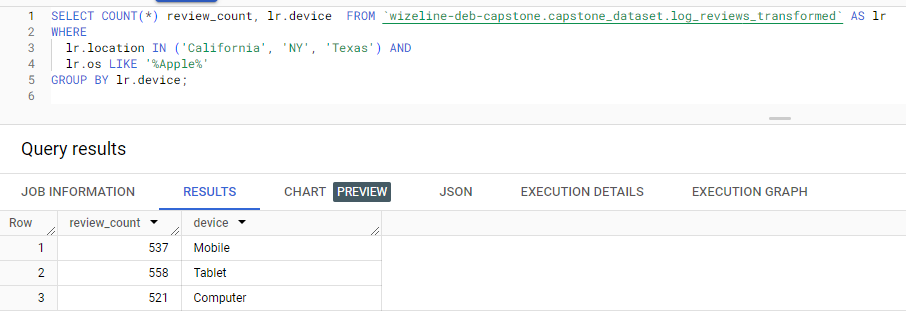 1 SELECT COUNT(*) review_count, lr.device FROM `wizeline-deb-capstone.capstone_dataset.log_reviews_transformed` AS lr
2 WHERE
3 lr.location IN ('California', 'NY', 'Texas') AND
4 lr.os LIKE '%Apple%'
5 GROUP BY lr.device;
6
Query results
JOB INFORMATION RESULTS CHART PREVIEW JSON EXECUTION DETAILS EXECUTION GRAPH
Row review_count device
1 537 Mobile
2 558 Tablet
3 521 Computer